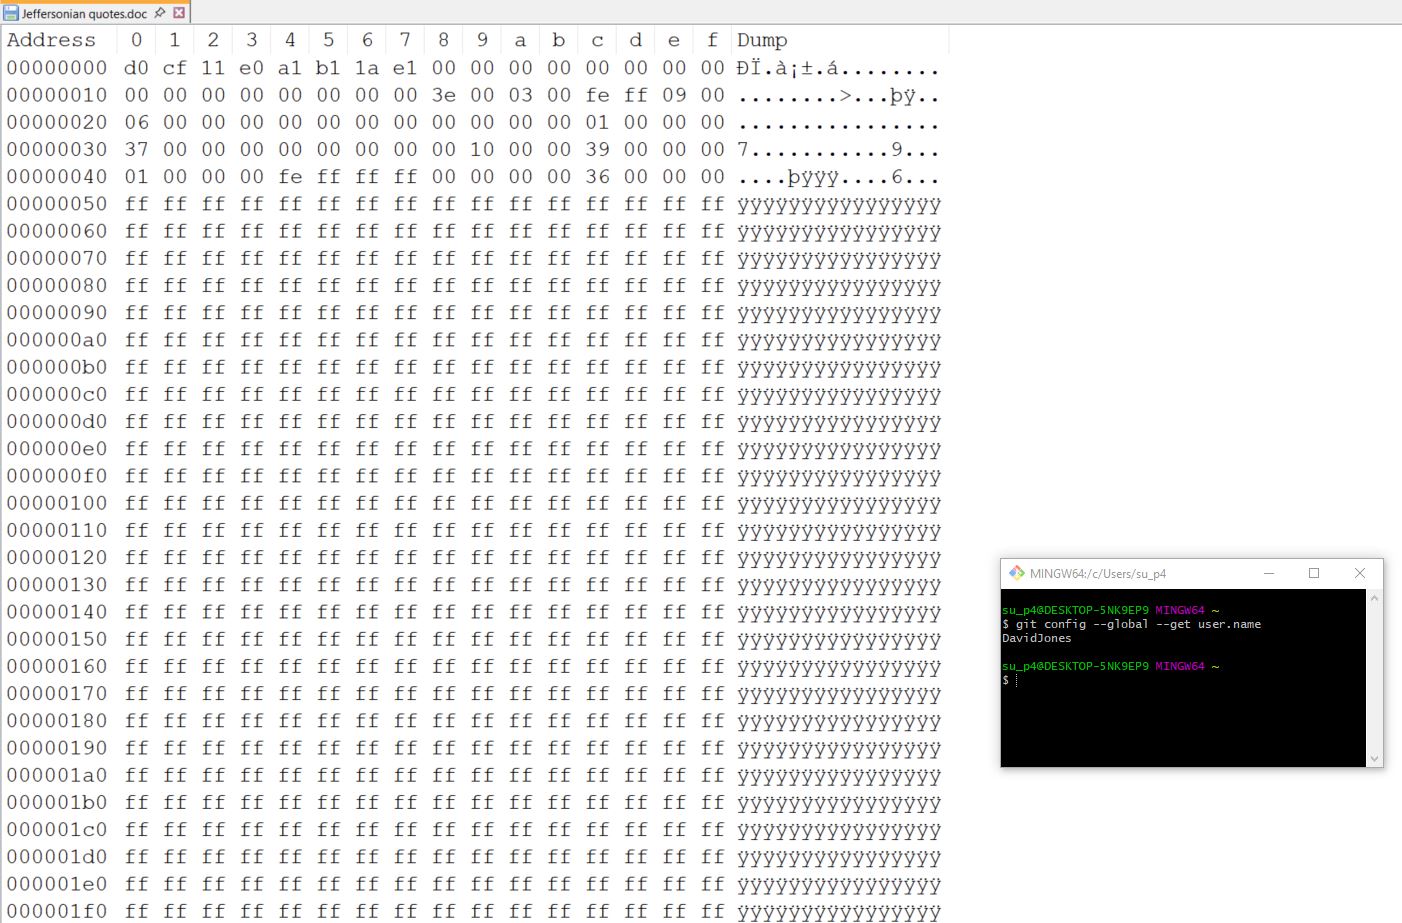 Jeffersonian quotes.doc
Address 0 1 2 3 4 5 6 7 8 9 a b c d e f Dump
00000000 d0 cf 11 e0 a1 b1 1a e1 00 00 00 00 00 00 00 00 ÐÏ.à¡±.á........
00000010 00 00 00 00 00 00 00 00 3e 00 03 00 fe ff 09 00 ........>...þÿ..
00000020 06 00 00 00 00 00 00 00 00 00 00 00 01 00 00 00 ................
00000030 37 00 00 00 00 00 00 00 00 10 00 00 39 00 00 00 7...........9...
00000040 01 00 00 00 fe ff ff ff 00 00 00 00 36 00 00 00 ....þÿÿÿ....6...
00000050 ff ff ff ff ff ff ff ff ff ff ff ff ff ff ff ff ÿÿÿÿÿÿÿÿÿÿÿÿÿÿÿÿ
00000060 ff ff ff ff ff ff ff ff ff ff ff ff ff ff ff ff ÿÿÿÿÿÿÿÿÿÿÿÿÿÿÿÿ
00000070 ff ff ff ff ff ff ff ff ff ff ff ff ff ff ff ff ÿÿÿÿÿÿÿÿÿÿÿÿÿÿÿÿ
00000080 ff ff ff ff ff ff ff ff ff ff ff ff ff ff ff ff ÿÿÿÿÿÿÿÿÿÿÿÿÿÿÿÿ
00000090 ff ff ff ff ff ff ff ff ff ff ff ff ff ff ff ff ÿÿÿÿÿÿÿÿÿÿÿÿÿÿÿÿ
000000a0 ff ff ff ff ff ff ff ff ff ff ff ff ff ff ff ff ÿÿÿÿÿÿÿÿÿÿÿÿÿÿÿÿ
000000b0 ff ff ff ff ff ff ff ff ff ff ff ff ff ff ff ff ÿÿÿÿÿÿÿÿÿÿÿÿÿÿÿÿ
000000c0 ff ff ff ff ff ff ff ff ff ff ff ff ff ff ff ff ÿÿÿÿÿÿÿÿÿÿÿÿÿÿÿÿ
000000d0 ff ff ff ff ff ff ff ff ff ff ff ff ff ff ff ff ÿÿÿÿÿÿÿÿÿÿÿÿÿÿÿÿ
000000e0 ff ff ff ff ff ff ff ff ff ff ff ff ff ff ff ff ÿÿÿÿÿÿÿÿÿÿÿÿÿÿÿÿ
000000f0 ff ff ff ff ff ff ff ff ff ff ff ff ff ff ff ff ÿÿÿÿÿÿÿÿÿÿÿÿÿÿÿÿ
00000100 ff ff ff ff ff ff ff ff ff ff ff ff ff ff ff ff ÿÿÿÿÿÿÿÿÿÿÿÿÿÿÿÿ
00000110 ff ff ff ff ff ff ff ff ff ff ff ff ff ff ff ff ÿÿÿÿÿÿÿÿÿÿÿÿÿÿÿÿ
00000120 ff ff ff ff ff ff ff ff ff ff ff ff ff ff ff ff ÿÿÿÿÿÿÿÿÿÿÿÿÿÿÿÿ
00000130 ff ff ff ff ff ff ff ff ff ff ff ff ff ff ff ff ÿÿÿÿÿÿÿÿÿÿÿÿÿÿÿÿ
00000140 ff ff ff ff ff ff ff ff ff ff ff ff ff ff ff ff ÿÿÿÿÿÿÿÿÿÿÿÿÿÿÿÿ
00000150 ff ff ff ff ff ff ff ff ff ff ff ff ff ff ff ff ÿÿÿÿÿÿÿÿÿÿÿÿÿÿÿÿ
00000160 ff ff ff ff ff ff ff ff ff ff ff ff ff ff ff ff ÿÿÿÿÿÿÿÿÿÿÿÿÿÿÿÿ
00000170 ff ff ff ff ff ff ff ff ff ff ff ff ff ff ff ff ÿÿÿÿÿÿÿÿÿÿÿÿÿÿÿÿ
00000180 ff ff ff ff ff ff ff ff ff ff ff ff ff ff ff ff ÿÿÿÿÿÿÿÿÿÿÿÿÿÿÿÿ
00000190 ff ff ff ff ff ff ff ff ff ff ff ff ff ff ff ff ÿÿÿÿÿÿÿÿÿÿÿÿÿÿÿÿ
000001a0 ff ff ff ff ff ff ff ff ff ff ff ff ff ff ff ff ÿÿÿÿÿÿÿÿÿÿÿÿÿÿÿÿ
000001b0 ff ff ff ff ff ff ff ff ff ff ff ff ff ff ff ff ÿÿÿÿÿÿÿÿÿÿÿÿÿÿÿÿ
000001c0 ff ff ff ff ff ff ff ff ff ff ff ff ff ff ff ff ÿÿÿÿÿÿÿÿÿÿÿÿÿÿÿÿ
000001d0 ff ff ff ff ff ff ff ff ff ff ff ff ff ff ff ff ÿÿÿÿÿÿÿÿÿÿÿÿÿÿÿÿ
000001e0 ff ff ff ff ff ff ff ff ff ff ff ff ff ff ff ff ÿÿÿÿÿÿÿÿÿÿÿÿÿÿÿÿ
000001f0 ff ff ff ff ff ff ff ff ff ff ff ff ff ff ff ff ÿÿÿÿÿÿÿÿÿÿÿÿÿÿÿÿ
MINGW64:/c/Users/su_p4
su_p4@DESKTOP-5NK9EP9 MINGW64 ~
$ git config --global --get user.name
DavidJones
su_p4@DESKTOP-5NK9EP9 MINGW64 ~
$